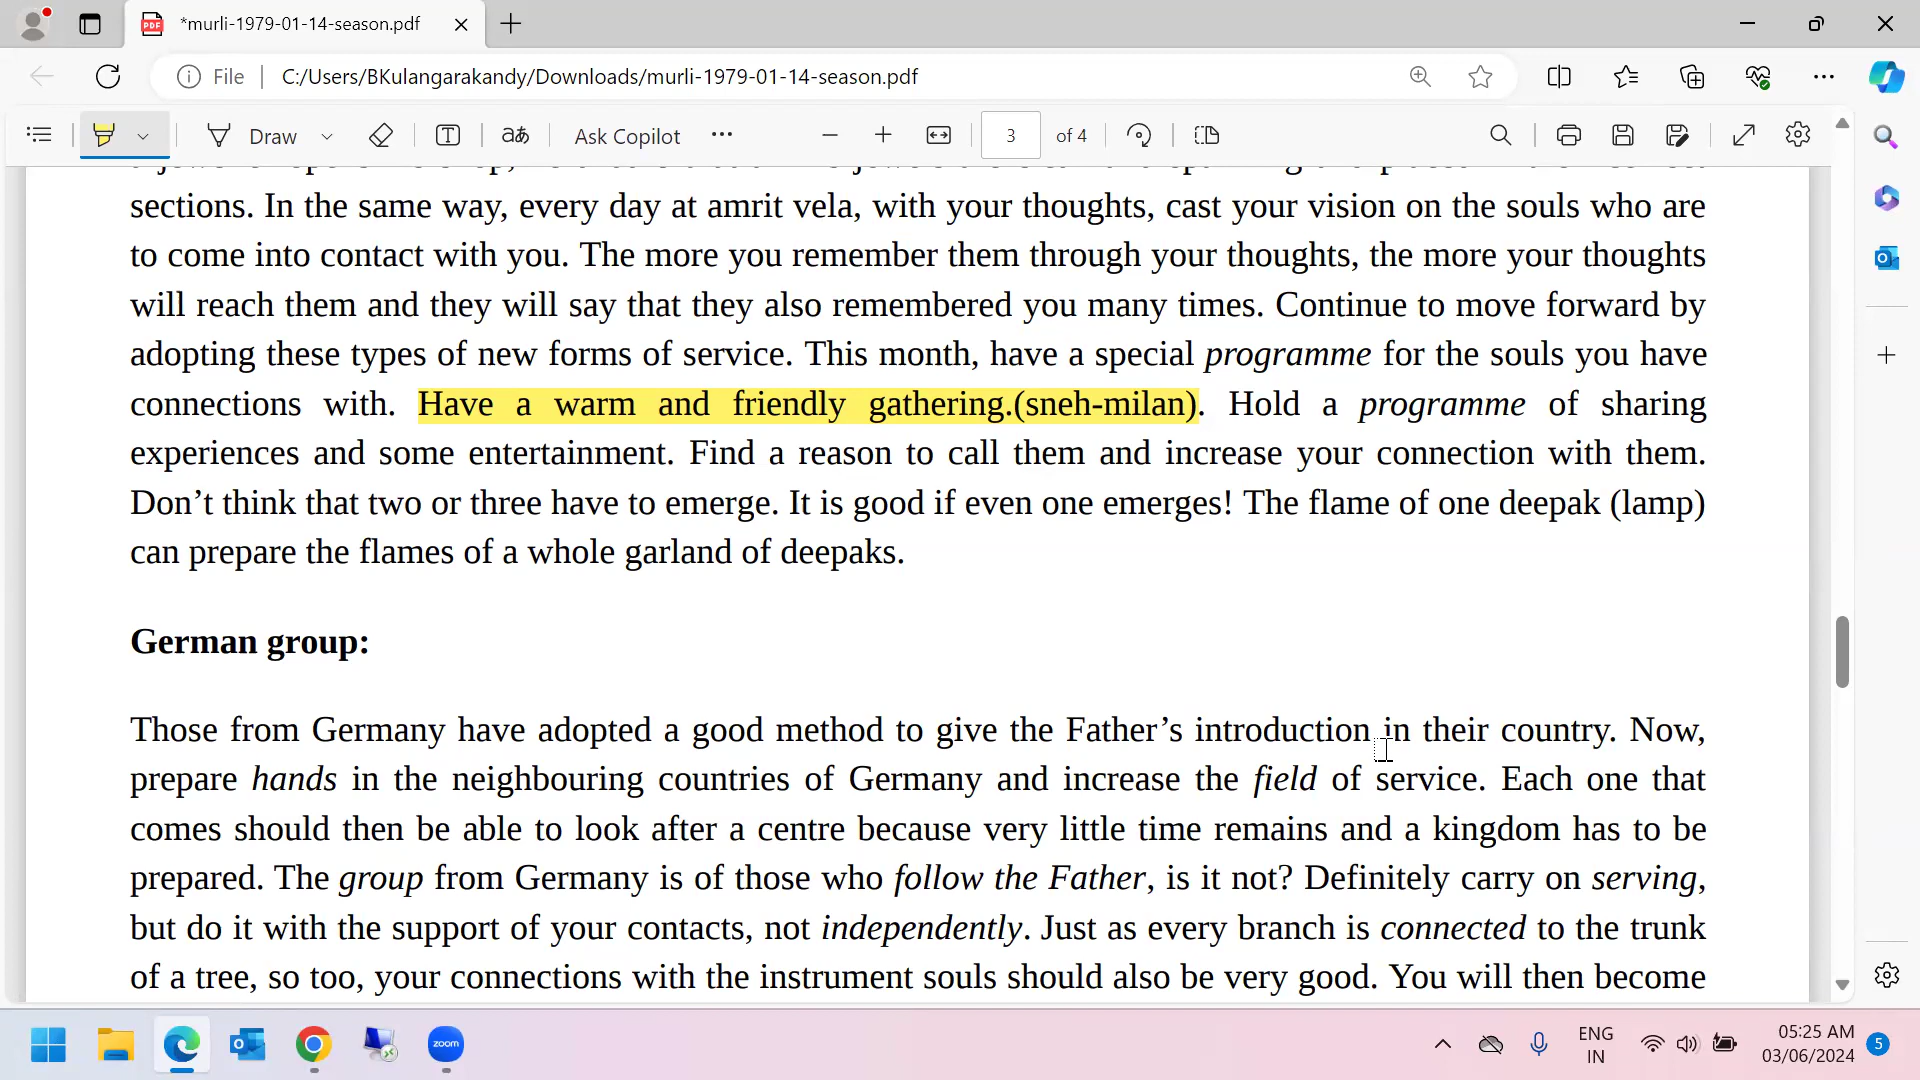 *murli-1979-01-14-season.pdf
File
C:/Users/BKulangarakandy/Downloads/murli-1979-01-14-season.pdf
Draw
aあ
Ask Copilot
3 of 4
sections. In the same way, every day at amrit vela, with your thoughts, cast your vision on the souls who are
to come into contact with you. The more you remember them through your thoughts, the more your thoughts
will reach them and they will say that they also remembered you many times. Continue to move forward by
adopting these types of new forms of service. This month, have a special programme for the souls you have
connections with. Have a warm and friendly gathering.(sneh-milan). Hold a programme of sharing
experiences and some entertainment. Find a reason to call them and increase your connection with them.
Don’t think that two or three have to emerge. It is good if even one emerges! The flame of one deepak (lamp)
can prepare the flames of a whole garland of deepaks.
German group:
Those from Germany have adopted a good method to give the Father’s introduction in their country. Now,
prepare hands in the neighbouring countries of Germany and increase the field of service. Each one that
comes should then be able to look after a centre because very little time remains and a kingdom has to be
prepared. The group from Germany is of those who follow the Father, is it not? Definitely carry on serving,
but do it with the support of your contacts, not independently. Just as every branch is connected to the trunk
of a tree, so too, your connections with the instrument souls should also be very good. You will then become
zoom
ENG
IN
05:25 AM
03/06/2024
5